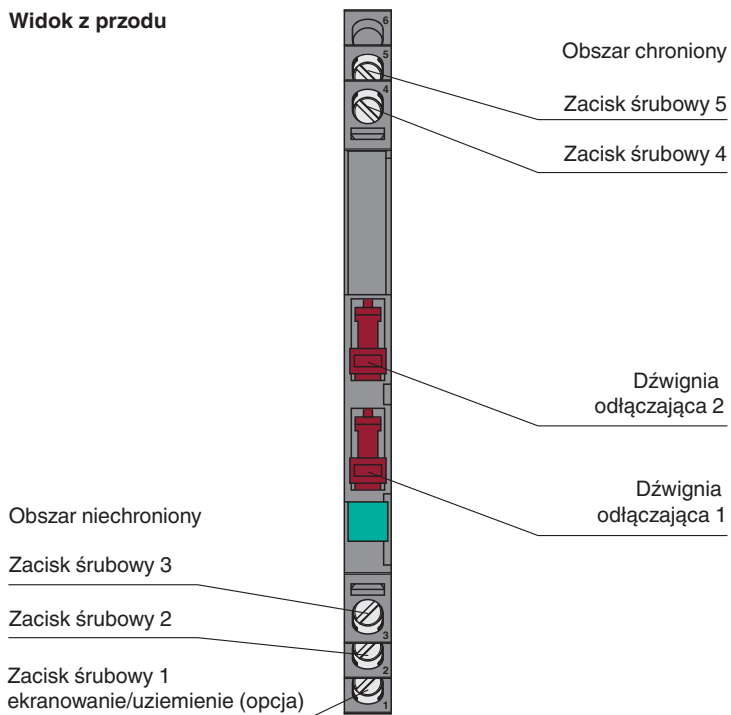 Widok z przodu
6
5
4
Obszar chroniony
Zacisk śrubowy 5
Zacisk śrubowy 4
Dźwignia
odłączająca 2
Dźwignia
odłączająca 1
Obszar niechroniony
Zacisk śrubowy 3
Zacisk śrubowy 2
Zacisk śrubowy 1
ekranowanie/uziemienie (opcja)
3
2
1